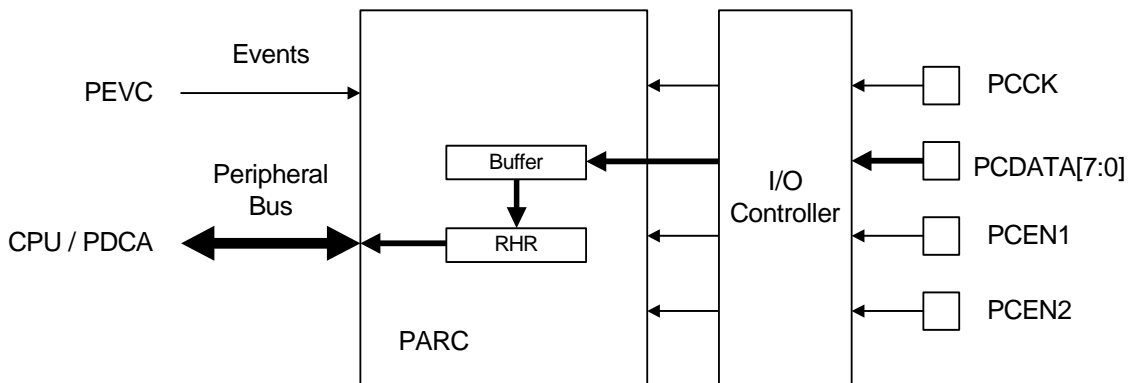 Events
PEVC
PCCK
Buffer
PCDATA[7:0]
Peripheral
Bus
I/O
Controller
CPU / PDCA
RHR
PCEN1
PCEN2
PARC